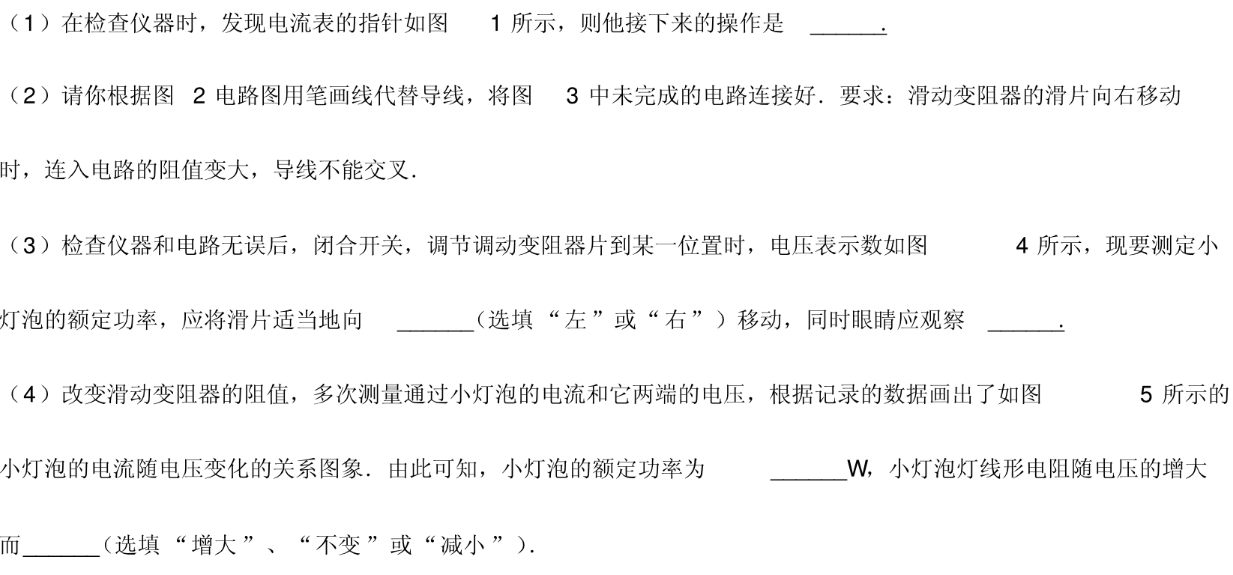 （1）在检查仪器时，发现电流表的指针如图 1 所示，则他接下来的操作是 ______．
（2）请你根据图 2 电路图用笔画线代替导线，将图 3 中未完成的电路连接好．要求：滑动变阻器的滑片向右移动
时，连入电路的阻值变大，导线不能交叉．
（3）检查仪器和电路无误后，闭合开关，调节调动变阻器片到某一位置时，电压表示数如图 4 所示，现要测定小
灯泡的额定功率，应将滑片适当地向 ______（选填 “左”或“右”）移动，同时眼睛应观察 ______．
（4）改变滑动变阻器的阻值，多次测量通过小灯泡的电流和它两端的电压，根据记录的数据画出了如图 5 所示的
小灯泡的电流随电压变化的关系图象．由此可知，小灯泡的额定功率为 ______W，小灯泡灯线形电阻随电压的增大
而______（选填 “增大”、“不变”或“减小”）．